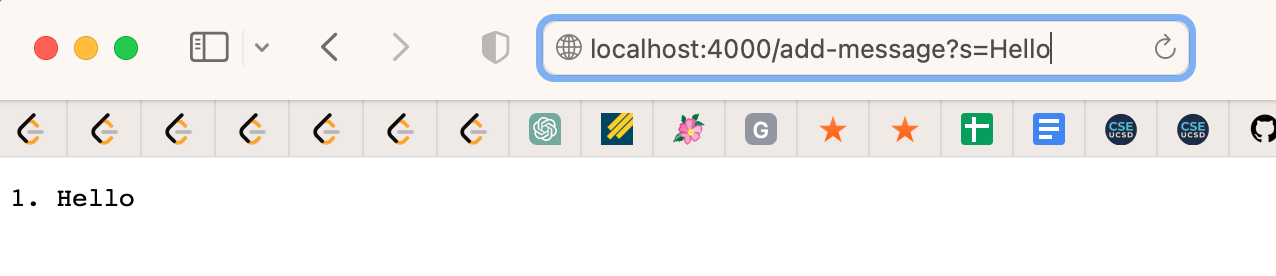 localhost:4000/add-message?s=Hello
G
CSE
UCSD
CSE
UCSD
1. Hello